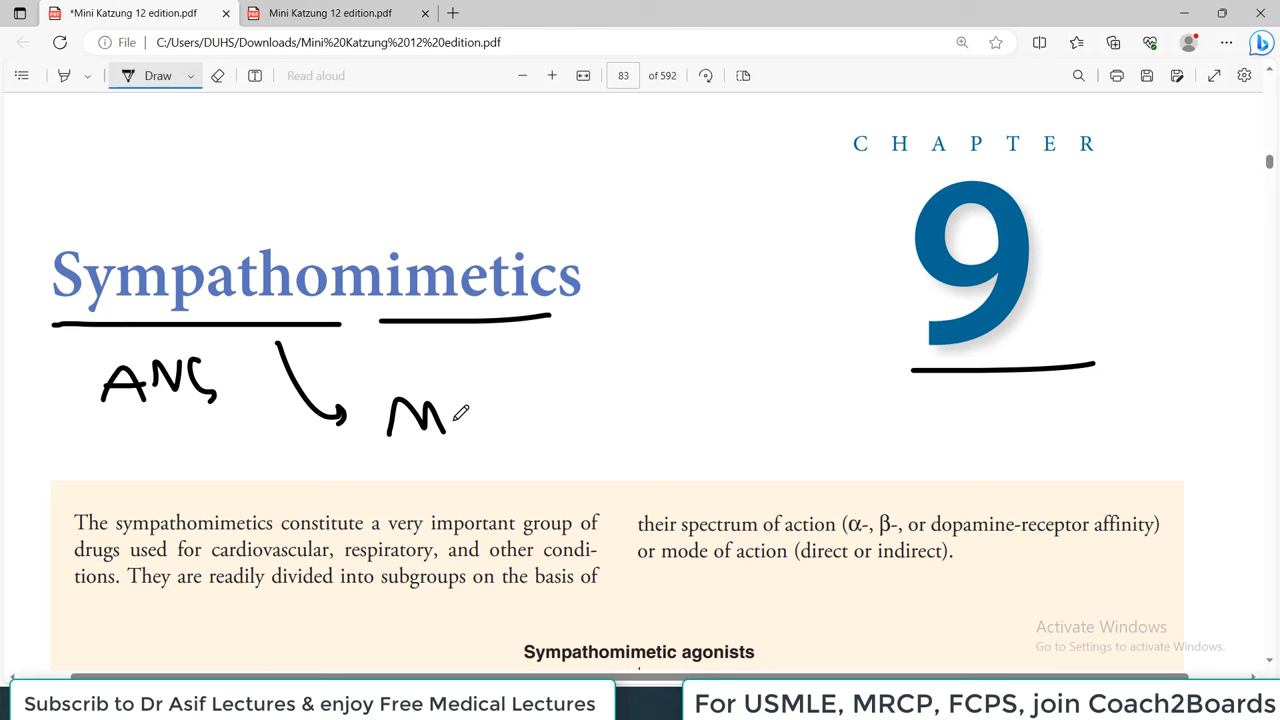 *Mini Katzung 12 edition.pdf
Mini Katzung 12 edition.pdf
File
C:/Users/DUHS/Downloads/Mini%20Katzung%2012%20edition.pdf
Draw
Read aloud
83 of 592
CHAPTER
9
Sympathomimetics
ANS
M
The sympathomimetics constitute a very important group of
drugs used for cardiovascular, respiratory, and other condi-
tions. They are readily divided into subgroups on the basis of
their spectrum of action (α-, β-, or dopamine-receptor affinity)
or mode of action (direct or indirect).
Sympathomimetic agonists
Activate Windows
Go to Settings to activate Windows.
Subscrib to Dr Asif Lectures & enjoy Free Medical Lectures
For USMLE, MRCP, FCPS, join Coach2Boards